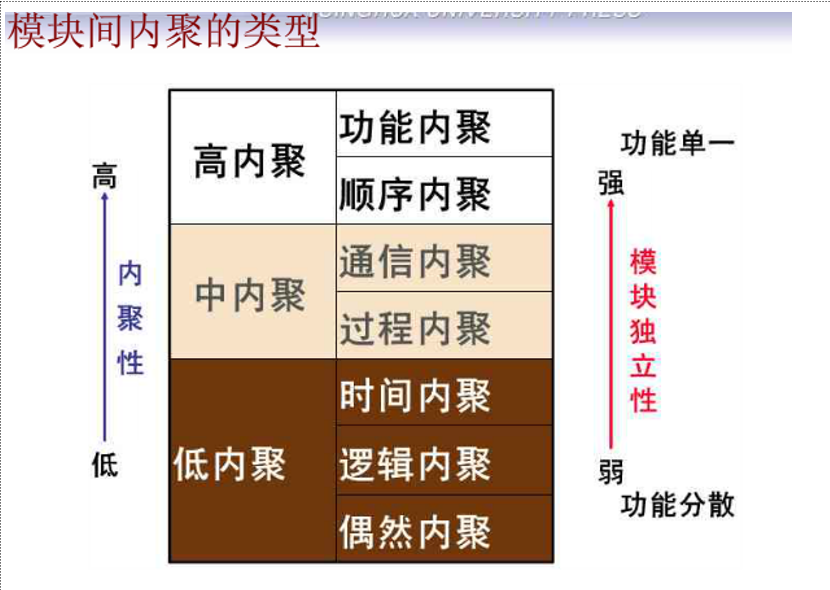 TSINGHUA UNIVERSITY PRESS
模块间内聚的类型
高内聚
功能内聚
顺序内聚
中内聚
通信内聚
过程内聚
低内聚
时间内聚
逻辑内聚
偶然内聚
高
内聚性
低
功能单一
强
模块独立性
弱
功能分散